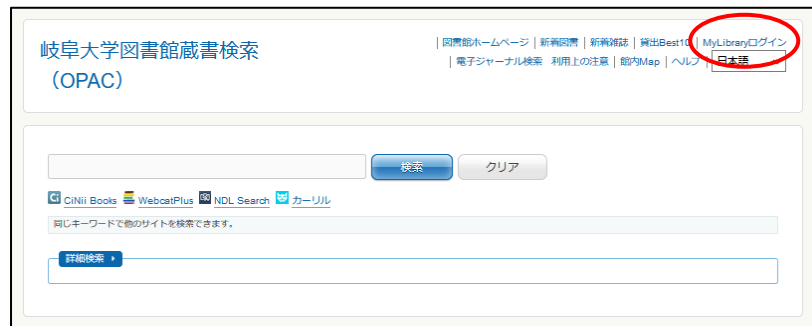 岐阜大学図書館蔵書検索
（OPAC）
｜図書館ホームページ｜新着図書｜新着雑誌｜貸出Best10｜MyLibraryログイン
｜電子ジャーナル検索 利用上の注意｜館内Map｜ヘルプ｜日本語
検索 クリア
CiNii Books WebcatPlus NDL Search カーリル
同じキーワードで他のサイトを検索できます。
詳細検索